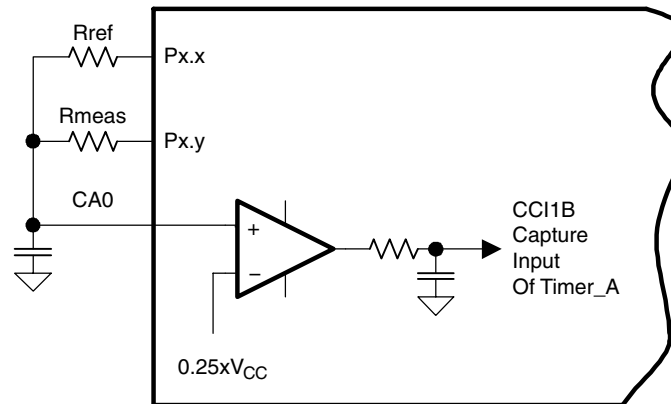 Rref
Px.x
Rmeas
Px.y
CA0
+
−
CCI1B
Capture
Input
Of Timer_A
0.25xVCC